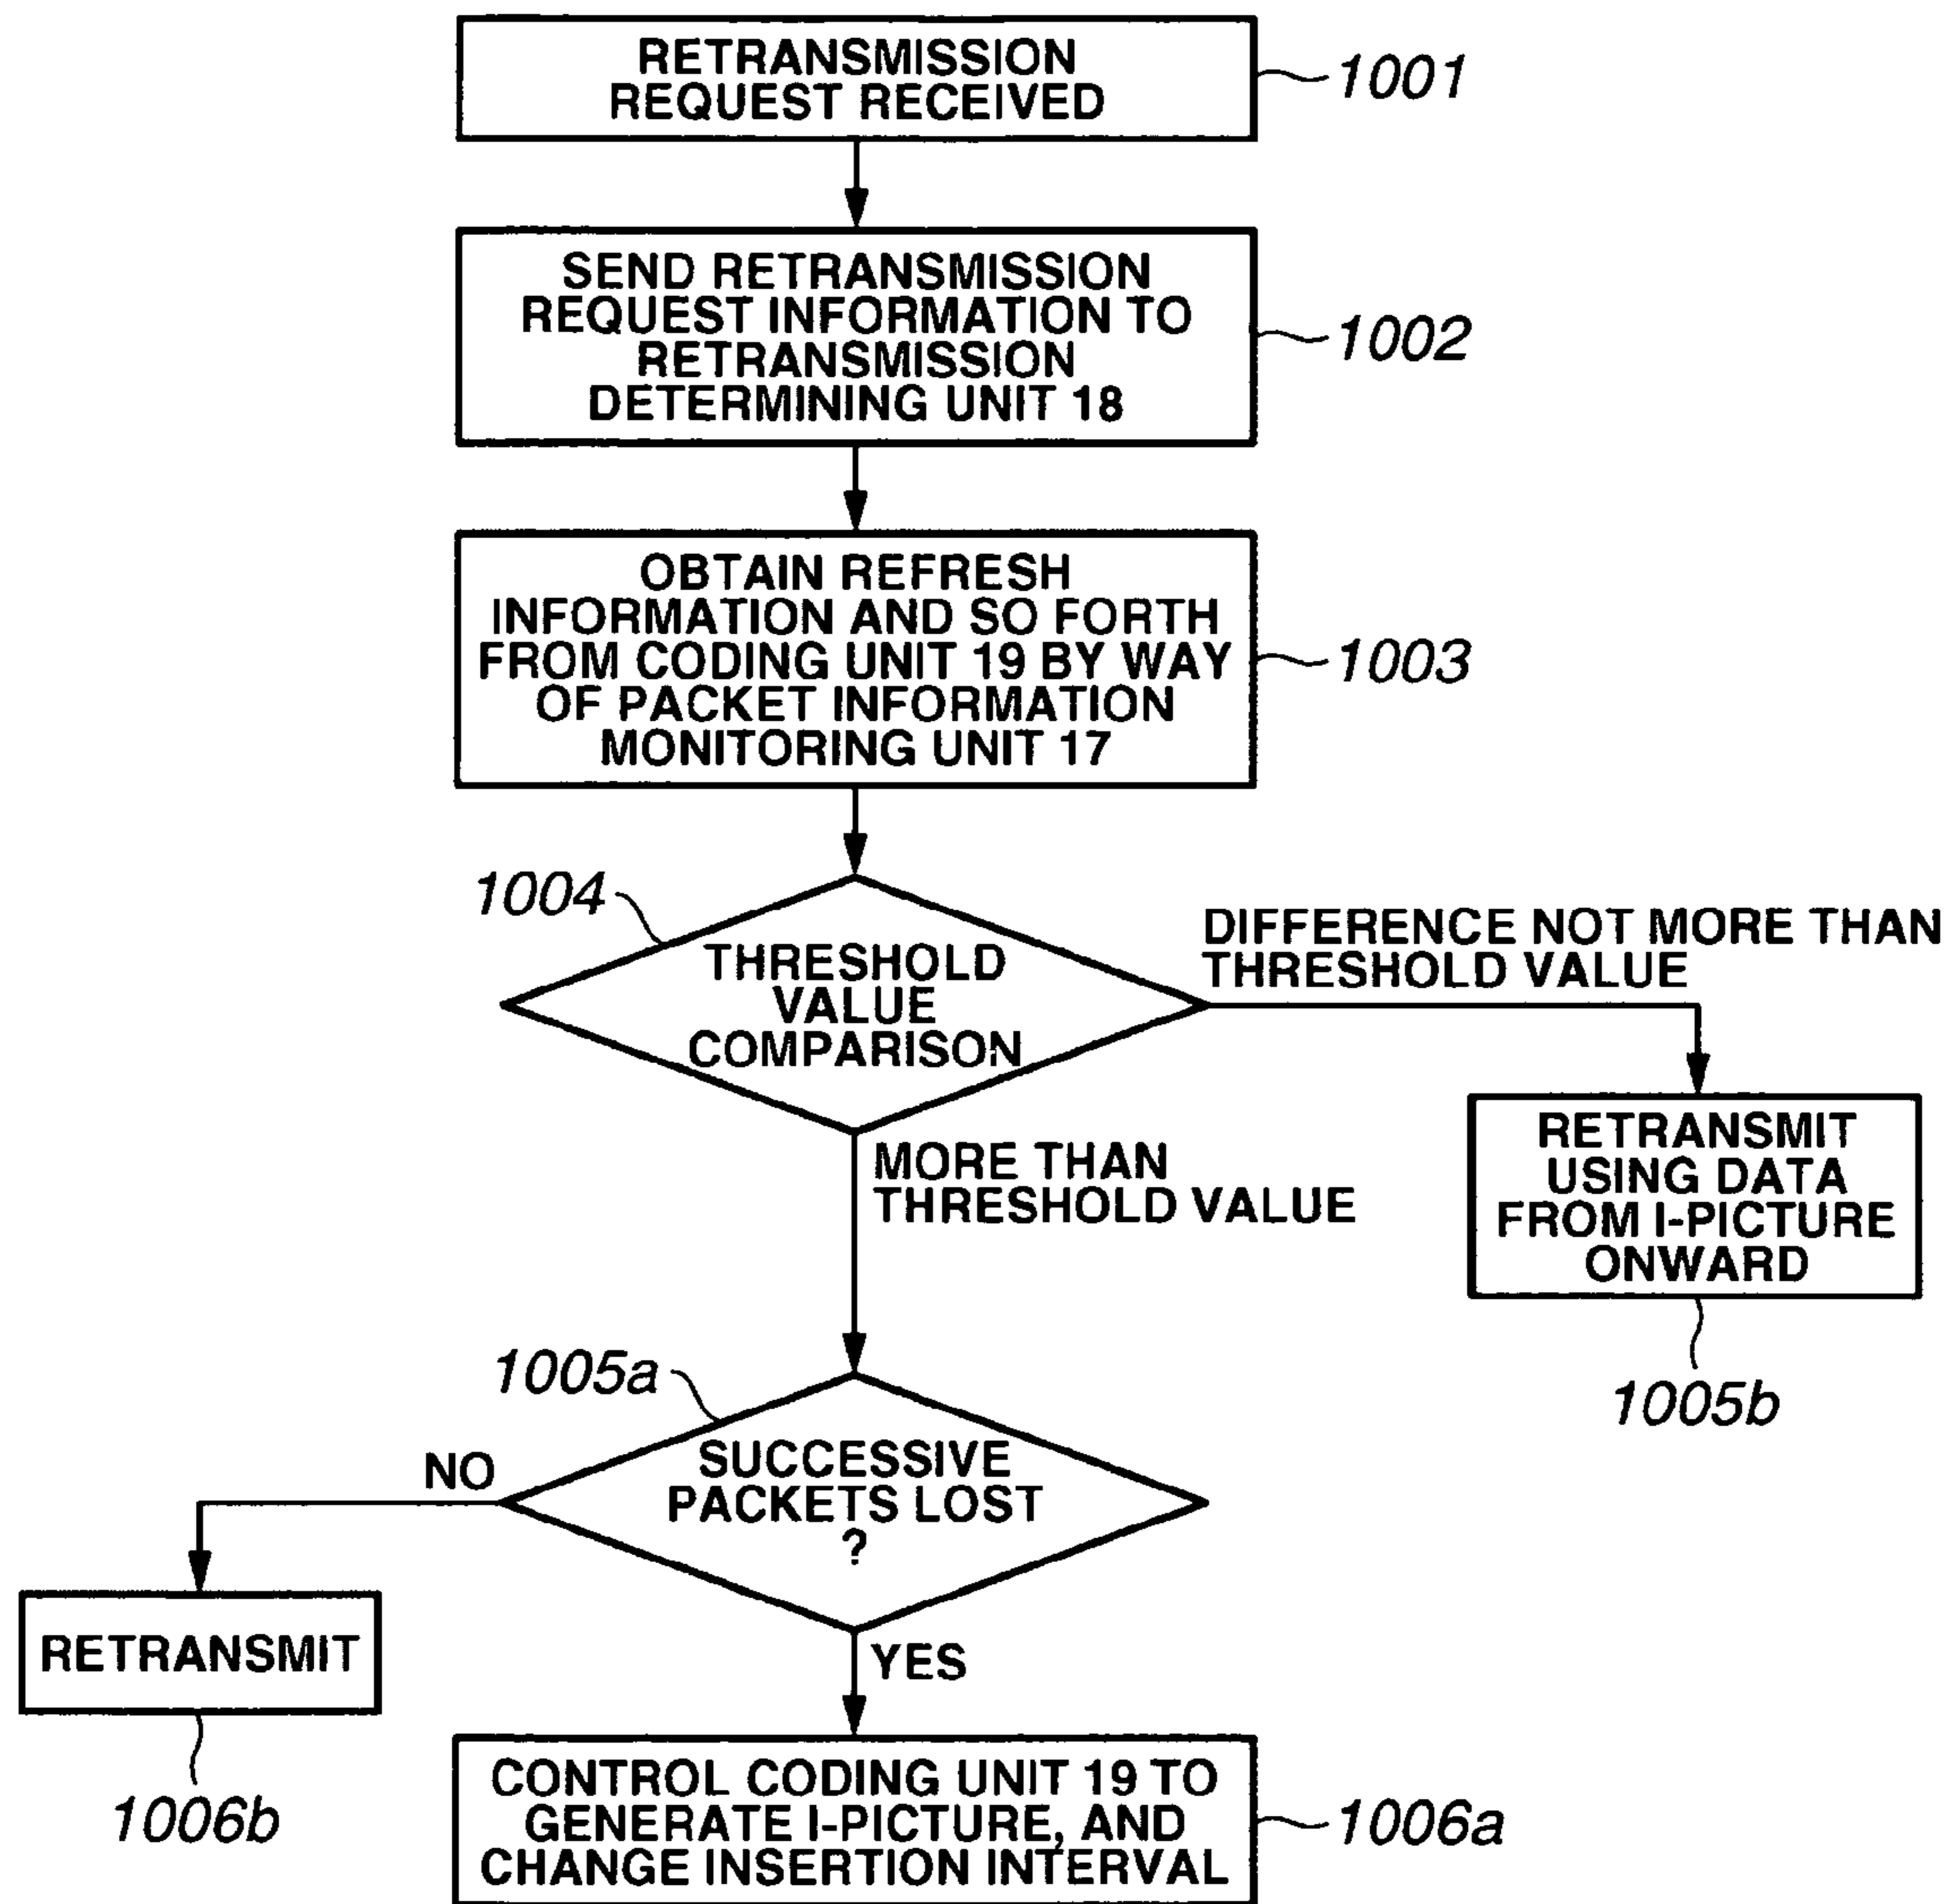 RETRANSMISSION
REQUEST RECEIVED
1001
SEND RETRANSMISSION
REQUEST INFORMATION TO
RETRANSMISSION
DETERMINING UNIT 18
1002
OBTAIN REFRESH
INFORMATION AND SO FORTH
FROM CODING UNIT 19 BY WAY
OF PACKET INFORMATION
MONITORING UNIT 17
1003
1004
THRESHOLD
VALUE
COMPARISON
DIFFERENCE NOT MORE THAN
THRESHOLD VALUE
RETRANSMIT
USING DATA
FROM I-PICTURE
ONWARD
1005b
MORE THAN
THRESHOLD VALUE
1005a
SUCCESSIVE
PACKETS LOST
?
NO
RETRANSMIT
1006b
YES
CONTROL CODING UNIT 19 TO
GENERATE I-PICTURE, AND
CHANGE INSERTION INTERVAL
1006a